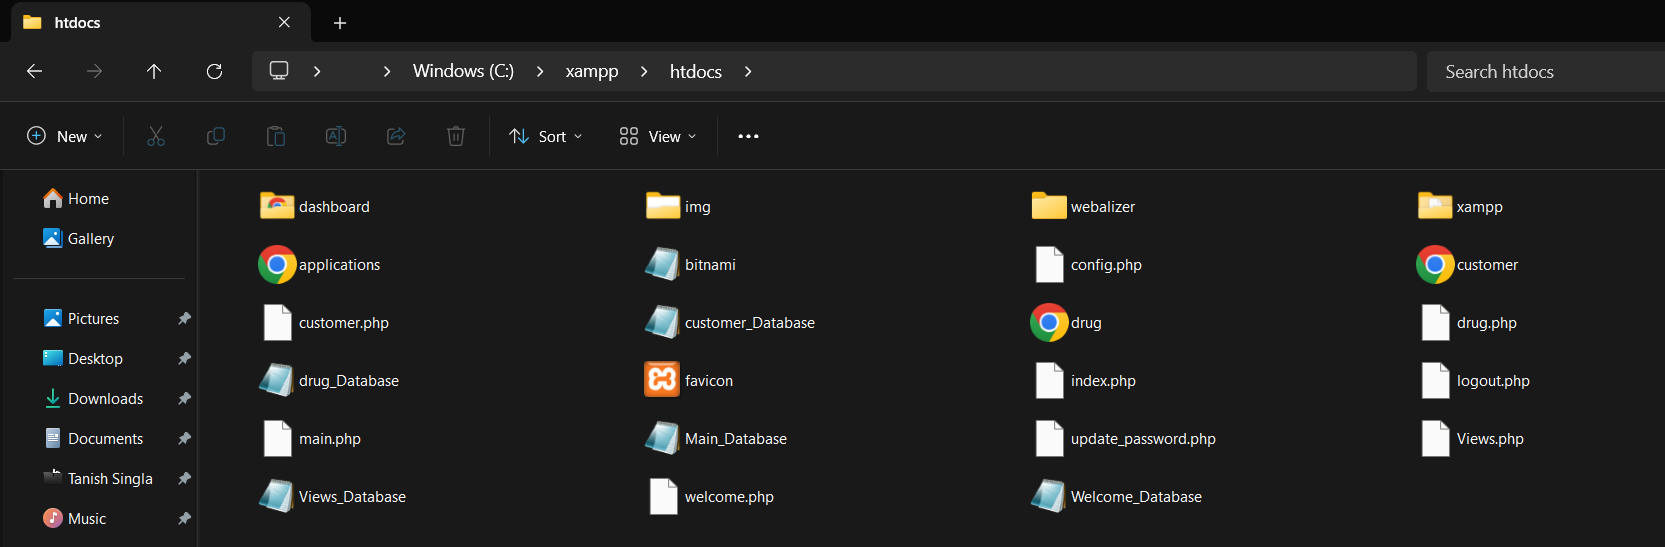 htdocs
Windows (C:) xampp htdocs
Search htdocs
New
Sort
View
Home
Gallery
Pictures
Desktop
Downloads
Documents
Tanish Singla
Music
dashboard img webalizer xampp
applications bitnami config.php customer
customer.php customer_Database drug drug.php
drug_Database favicon index.php logout.php
main.php Main_Database update_password.php Views.php
Views_Database welcome.php Welcome_Database